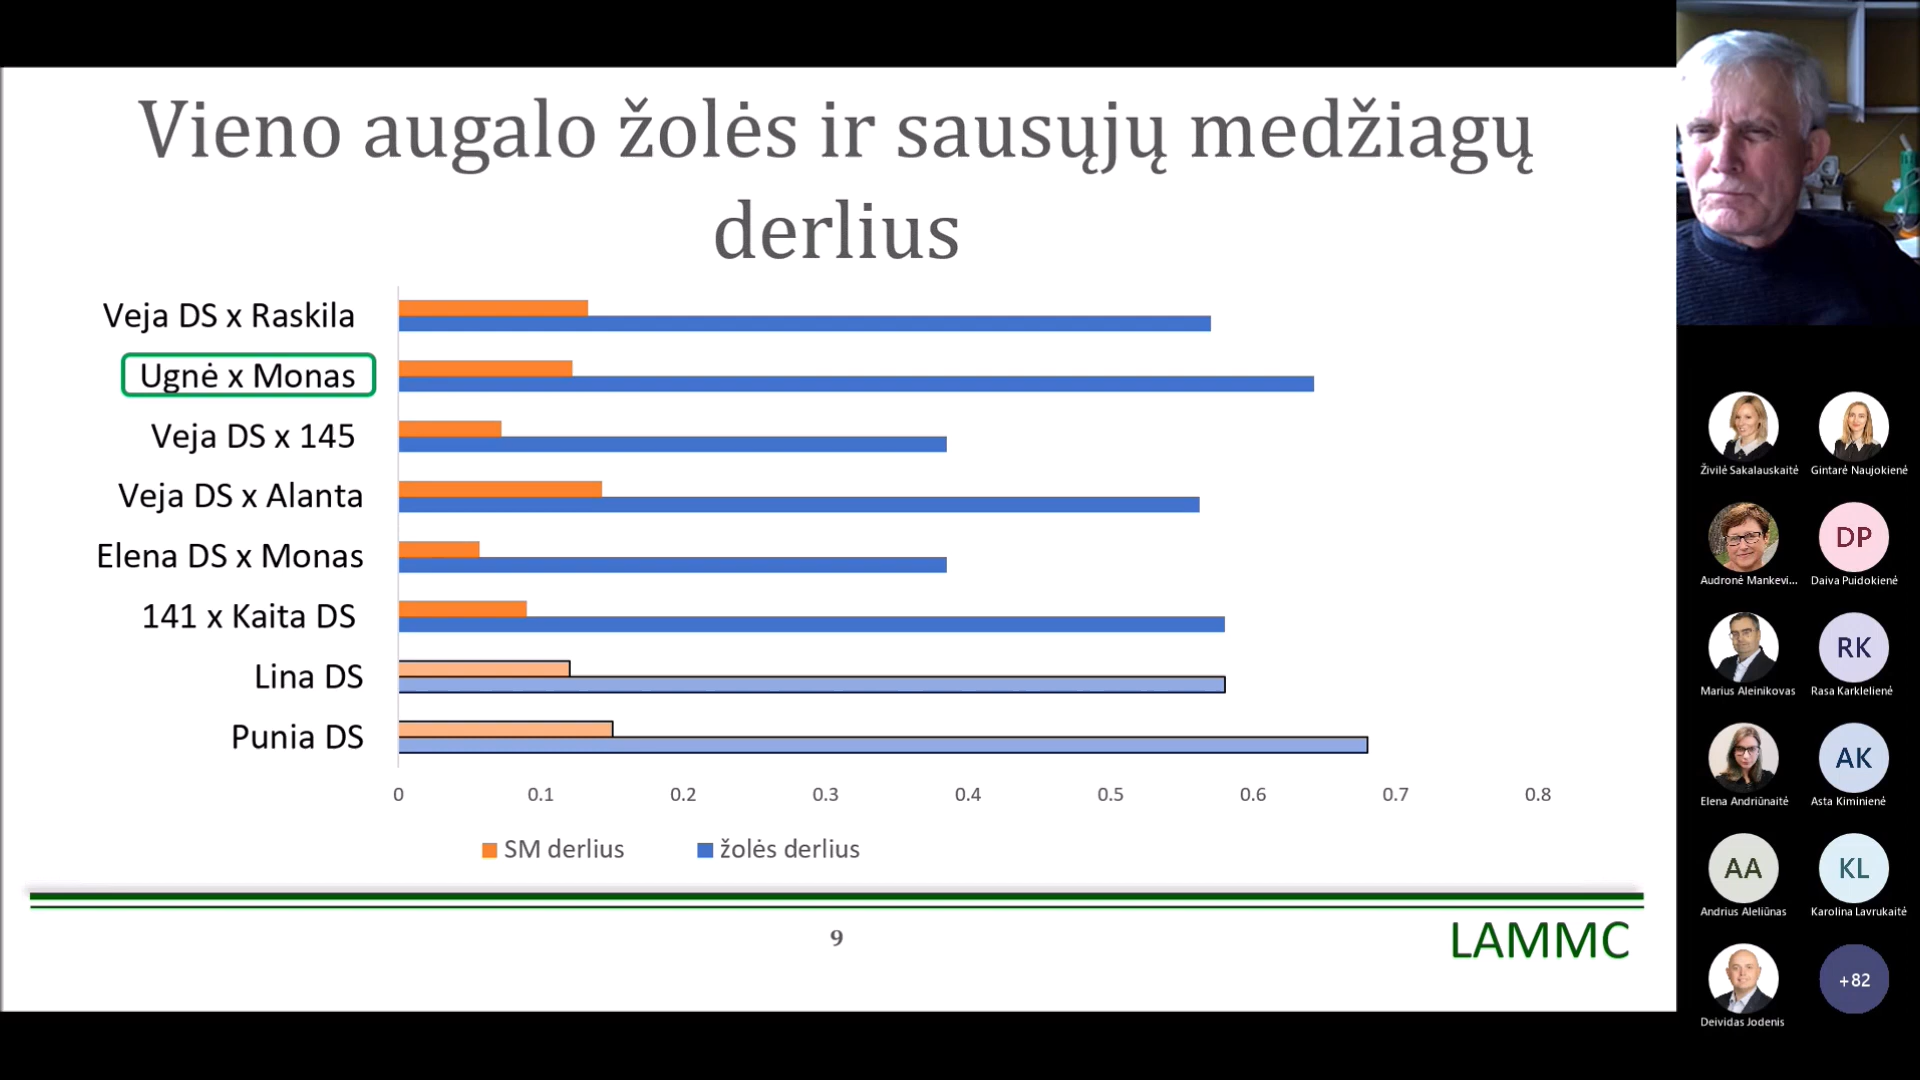 Vieno augalo žolės ir sausųjų medžiagų
derlius
Veja DS x Raskila
Ugnė x Monas
Veja DS x 145
Veja DS x Alanta
Elena DS x Monas
141 x Kaita DS
Lina DS
Punia DS
0 0.1 0.2 0.3 0.4 0.5 0.6 0.7 0.8
SM derlius žolės derlius
9
LAMMC
Živilė Sakalauskaitė Gintarė Naujokienė
DP
Audronė Mankevi... Daiva Puidokienė
RK
Marius Aleinikovas Rasa Karklelienė
AK
Elena Andriūnaitė Asta Kiminienė
AA KL
Andrius Aleliūnas Karolina Lavrukaitė
+82
Deividas Jodenis